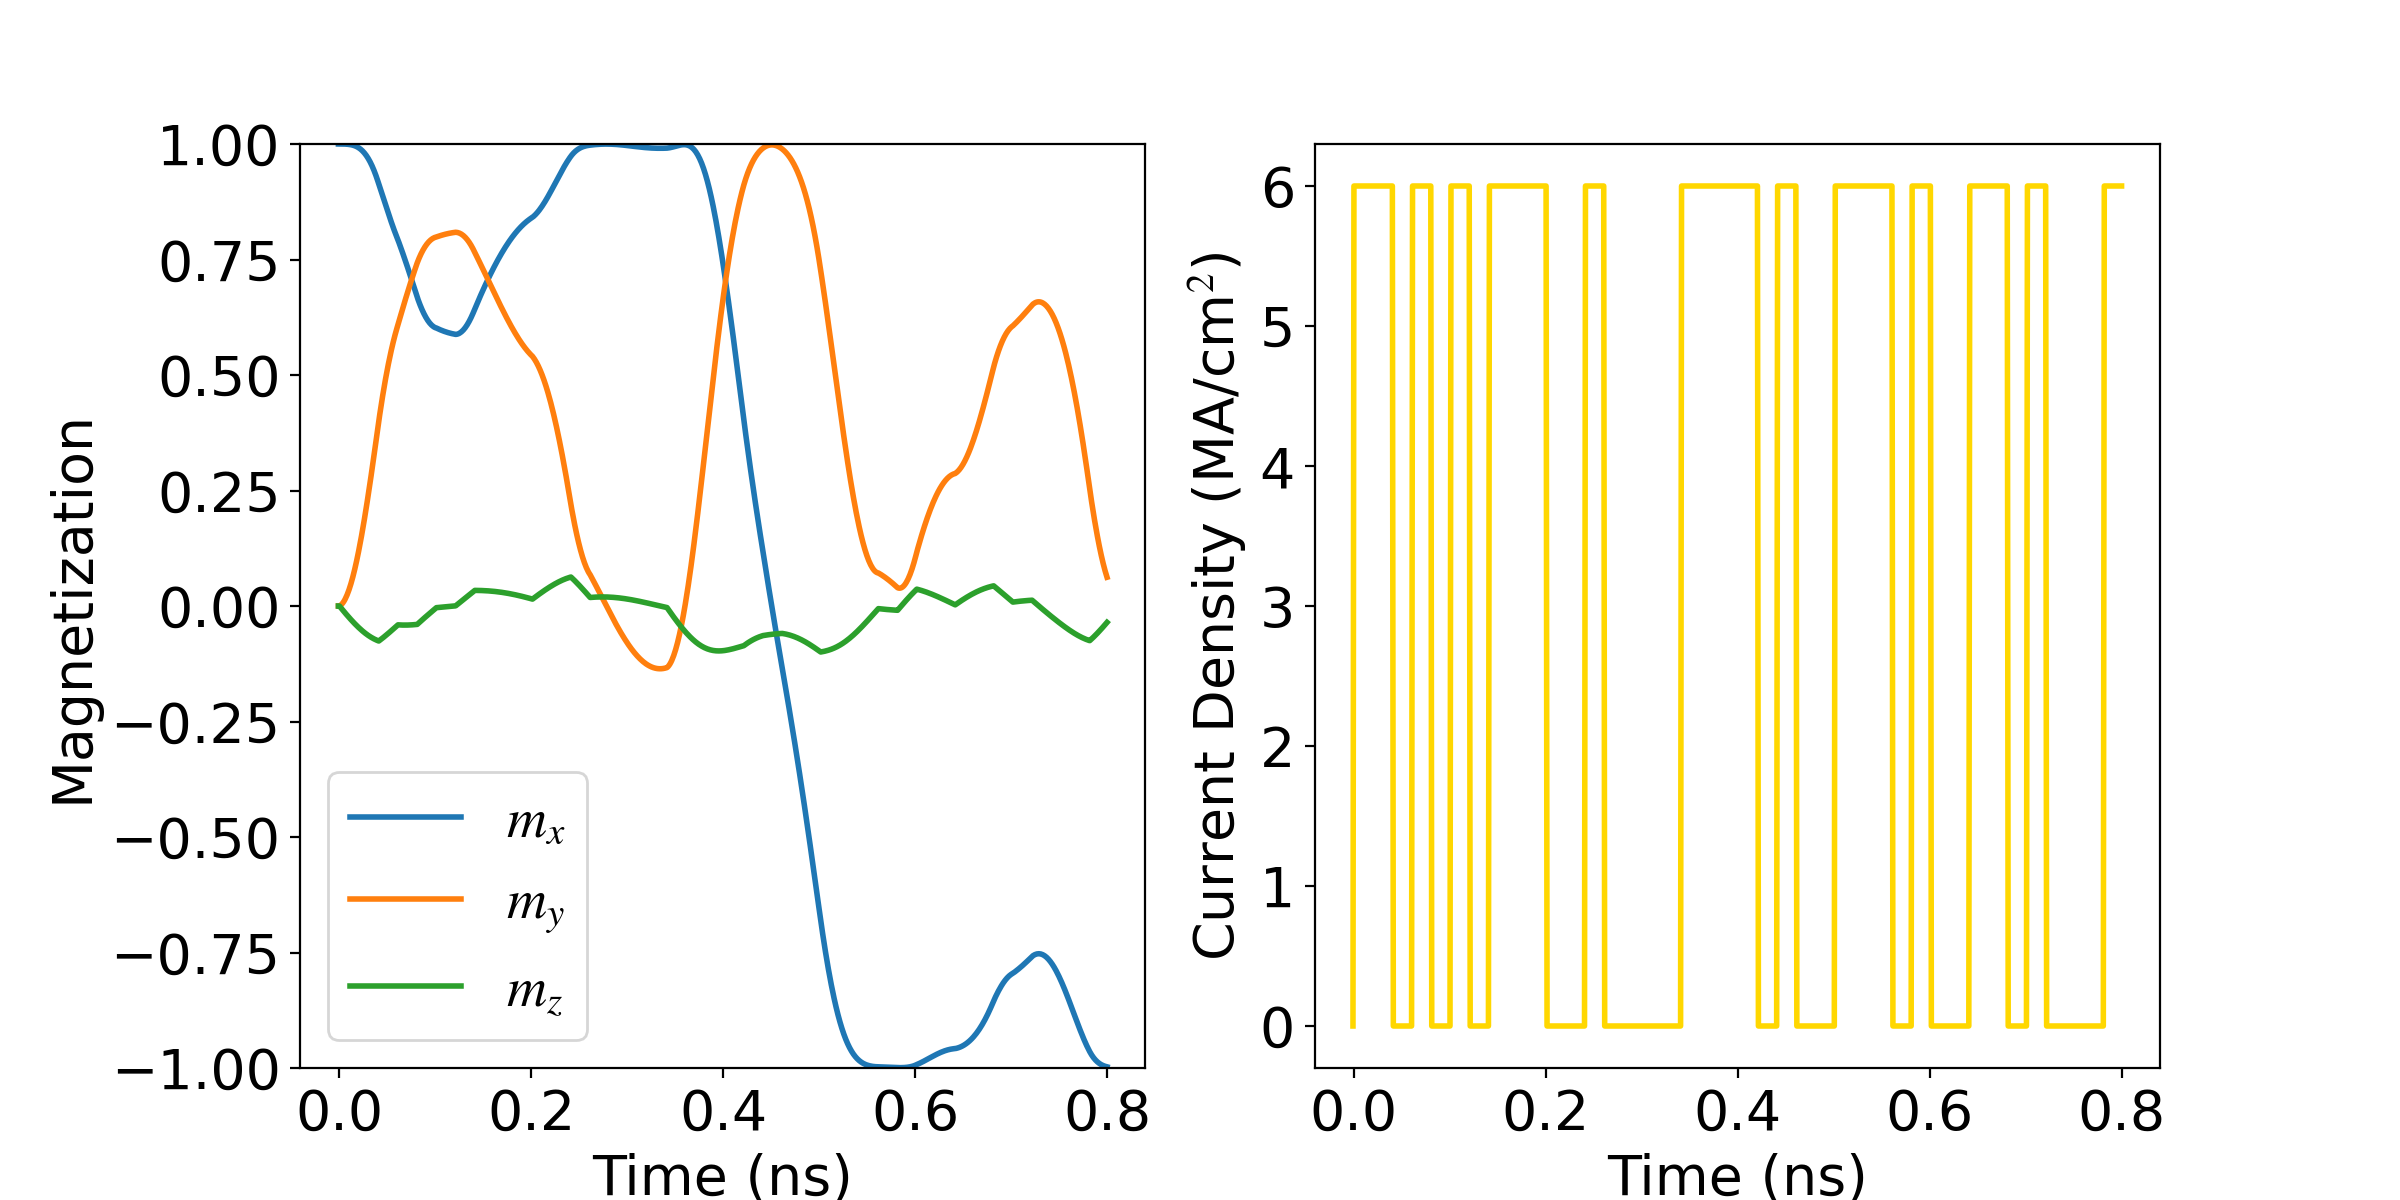 Magnetization
1.00
0.75
0.50
0.25
0.00
−0.25
−0.50
−0.75
−1.00
m_x
m_y
m_z
0.0 0.2 0.4 0.6 0.8
Time (ns)
Current Density (MA/cm²)
6
5
4
3
2
1
0
0.0 0.2 0.4 0.6 0.8
Time (ns)